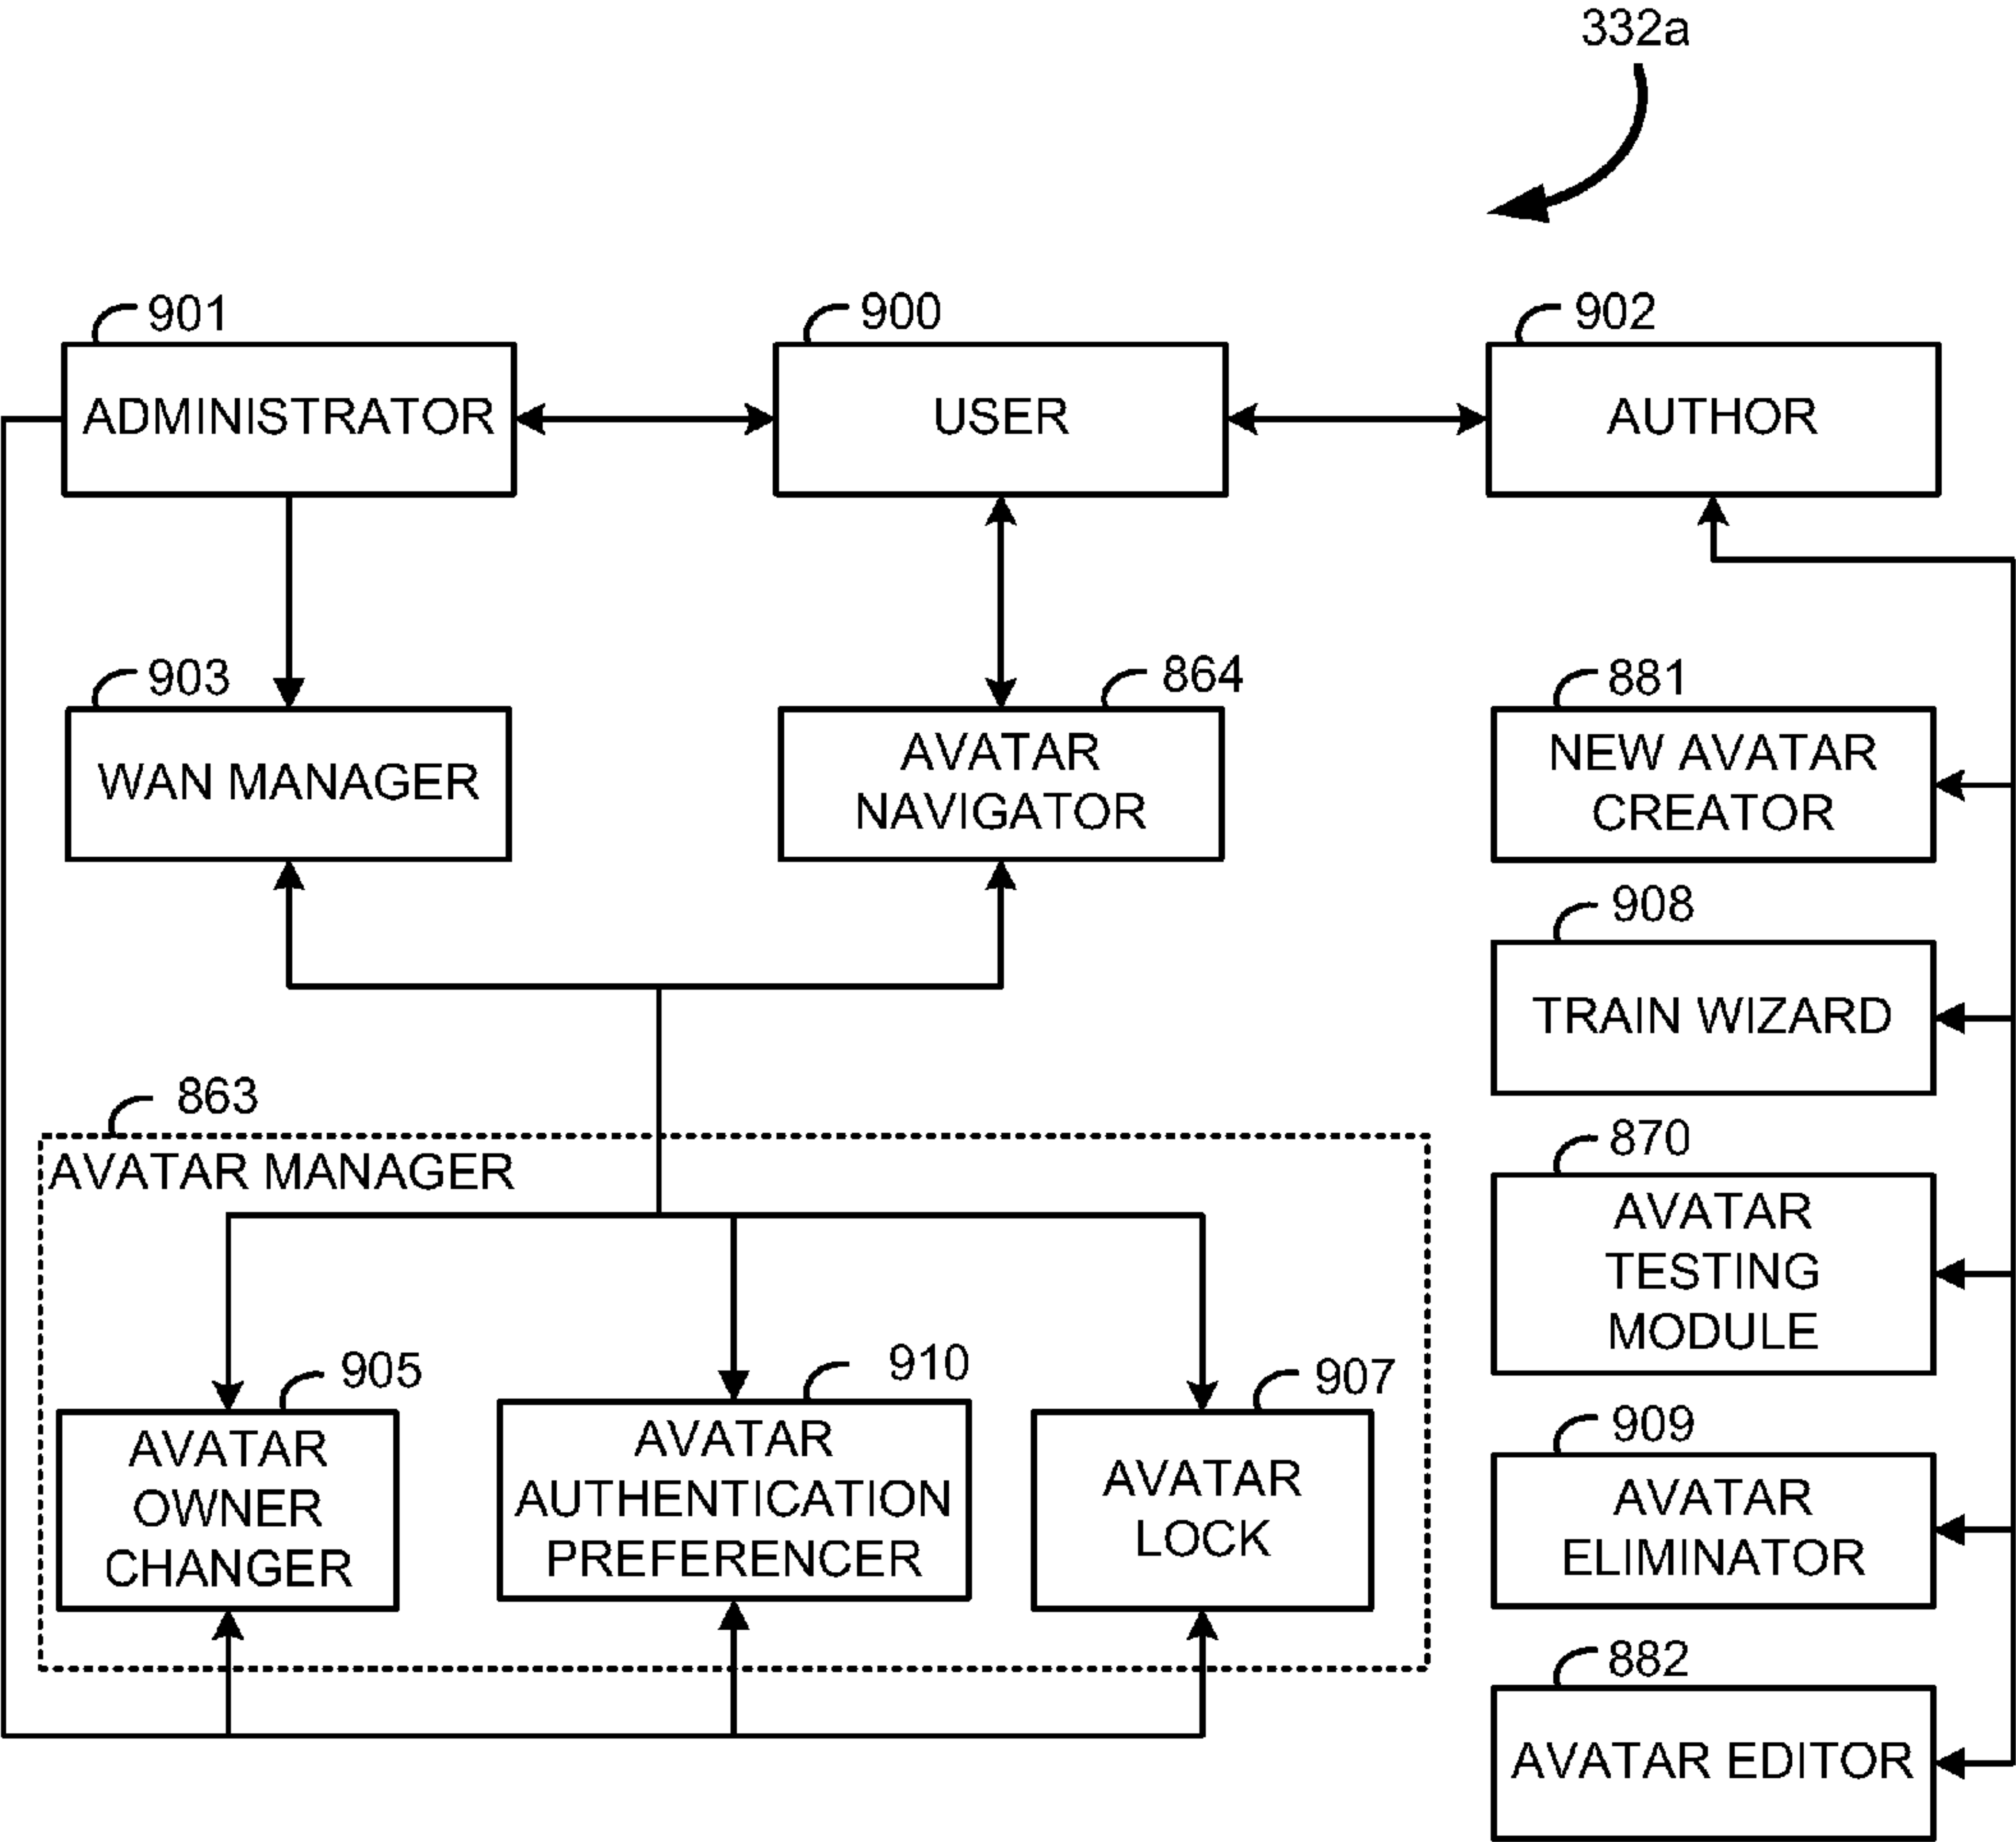 332a
901
900
902
ADMINISTRATOR
USER
AUTHOR
903
864
881
WAN MANAGER
AVATAR
NAVIGATOR
NEW AVATAR
CREATOR
908
TRAIN WIZARD
863
AVATAR MANAGER
870
AVATAR
TESTING
MODULE
905
910
907
AVATAR
OWNER
CHANGER
AVATAR
AUTHENTICATION
PREFERENCER
AVATAR
LOCK
909
AVATAR
ELIMINATOR
882
AVATAR EDITOR